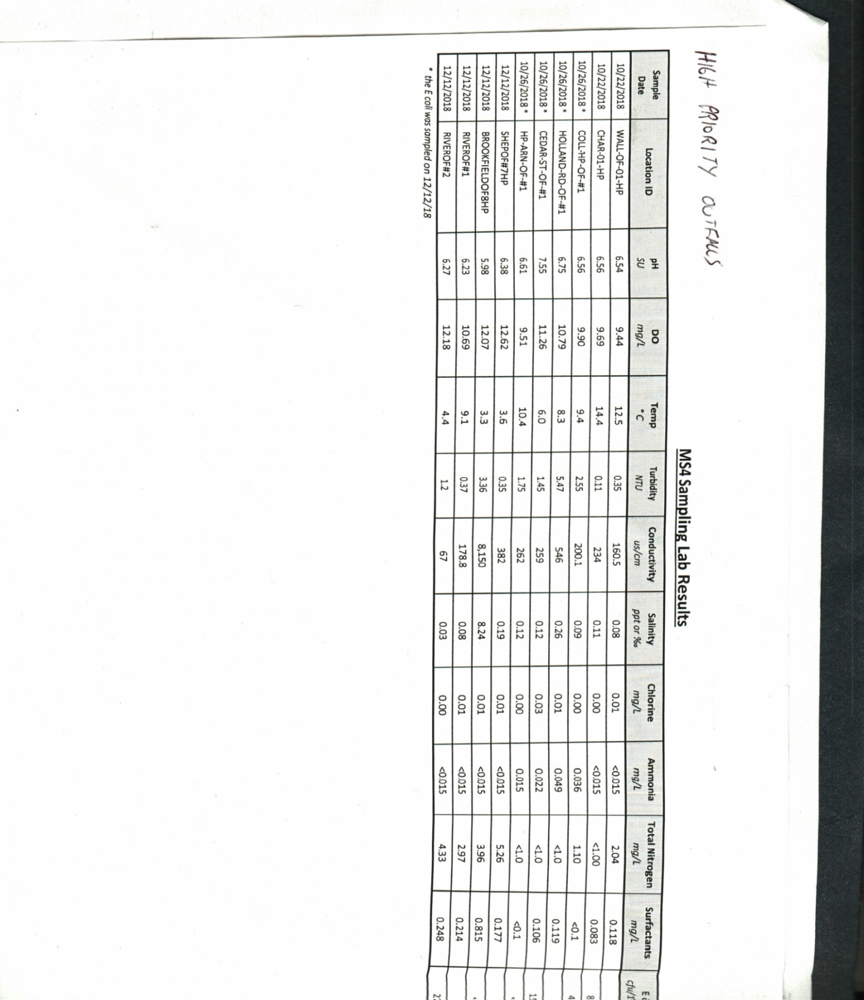 HIGH PRIORITY OUTFALLS
MS4 Sampling Lab Results
Sample Date Location ID pH SU DO mg/L Temp °C Turbidity NTU Conductivity us/cm Salinity ppt or ‰ Chlorine mg/L Ammonia mg/L Total Nitrogen mg/L Surfactants mg/L E cfu/1
10/22/2018 WALL-OF-01-HP 6.54 9.44 12.5 0.35 160.5 0.08 0.01 <0.015 2.04 0.118
10/22/2018 CHAR-01-HP 6.56 9.69 14.4 0.11 234 0.11 0.00 <0.015 <1.00 0.083 8
10/26/2018 * COLL-HP-OF-#1 6.56 9.90 9.4 2.55 200.1 0.09 0.00 0.036 1.10 <0.1 4
10/26/2018 * HOLLAND-RD-OF-#1 6.75 10.79 8.3 5.47 546 0.26 0.01 0.049 <1.0 0.119
10/26/2018 * CEDAR-ST-OF-#1 7.55 11.26 6.0 1.45 259 0.12 0.03 0.022 <1.0 0.106
10/26/2018 * HP-ARN-OF-#1 6.61 9.51 10.4 1.75 262 0.12 0.00 0.015 <1.0 <0.1
12/12/2018 SHEPOF#7HP 6.38 12.62 3.6 0.35 382 0.19 0.01 <0.015 5.26 0.177
12/12/2018 BROOKFIELDOF8HP 5.98 12.07 3.3 3.36 8,150 8.24 0.01 <0.015 3.96 0.815
12/12/2018 RIVEROF#1 6.23 10.69 9.1 0.37 178.8 0.08 0.01 <0.015 2.97 0.214
12/12/2018 RIVEROF#2 6.27 12.18 4.4 1.2 67 0.03 0.00 <0.015 4.33 0.248
* the E coli was sampled on 12/12/18